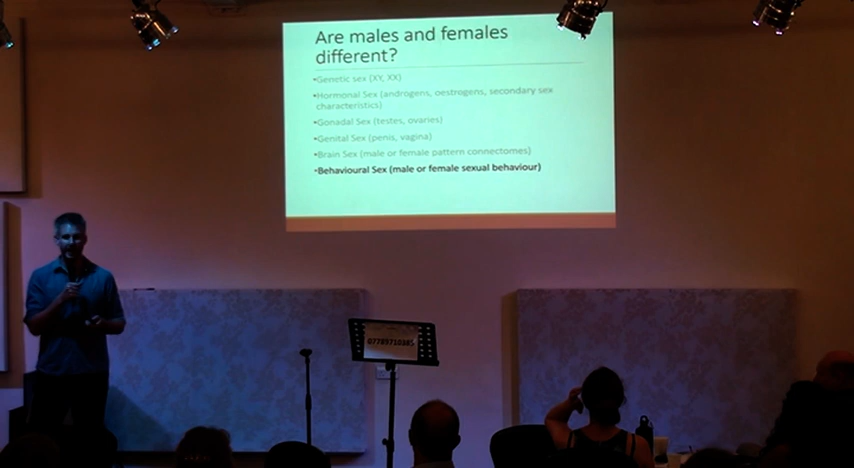 Are males and females
different?
•Genetic sex (XY, XX)
•Hormonal Sex (androgens, oestrogens, secondary sex
characteristics)
•Gonadal Sex (testes, ovaries)
•Genital Sex (penis, vagina)
•Brain Sex (male or female pattern connectomes)
•Behavioural Sex (male or female sexual behaviour)
07789710385